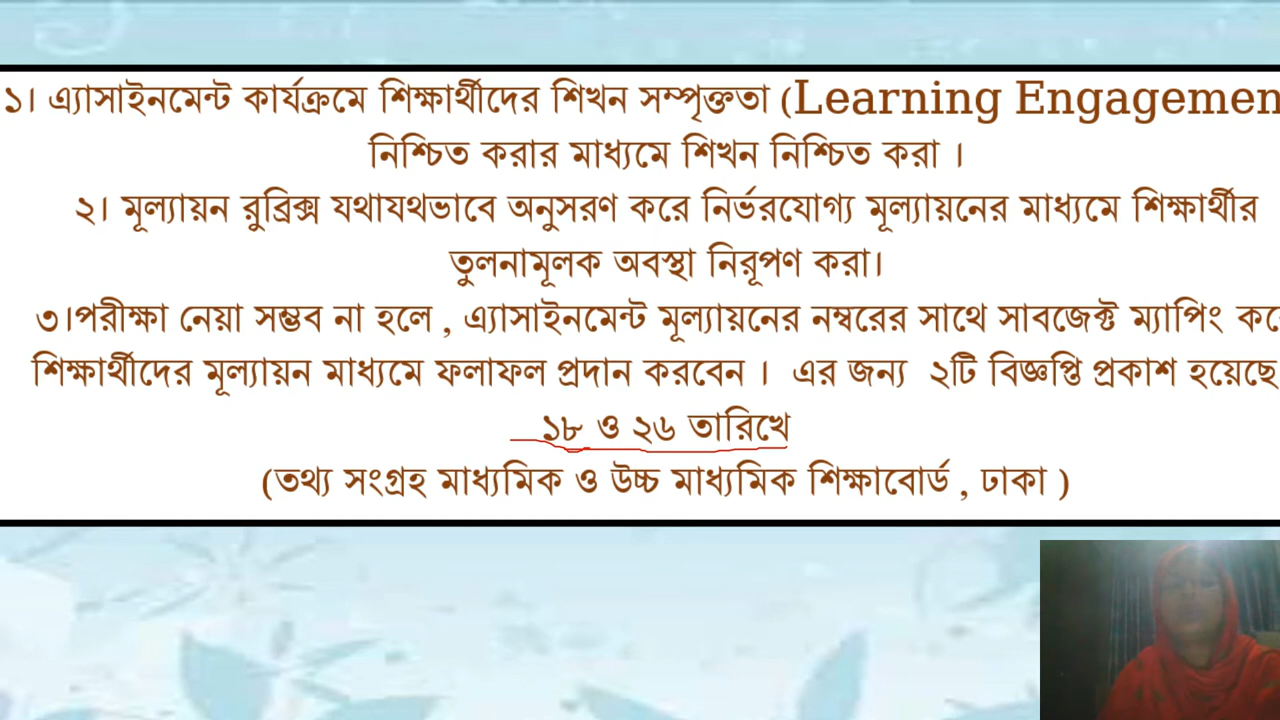 ১। এ্যাসাইনমেন্ট কার্যক্রমে শিক্ষার্থীদের শিখন সম্পৃক্ততা (Learning Engagemen
নিশ্চিত করার মাধ্যমে শিখন নিশ্চিত করা ।
২। মূল্যায়ন রুব্রিক্স যথাযথভাবে অনুসরণ করে নির্ভরযোগ্য মূল্যায়নের মাধ্যমে শিক্ষার্থীর
তুলনামূলক অবস্থা নিরূপণ করা।
৩।পরীক্ষা নেয়া সম্ভব না হলে , এ্যাসাইনমেন্ট মূল্যায়নের নম্বরের সাথে সাবজেক্ট ম্যাপিং করে
শিক্ষার্থীদের মূল্যায়ন মাধ্যমে ফলাফল প্রদান করবেন । এর জন্য ২টি বিজ্ঞপ্তি প্রকাশ হয়েছে
১৮ ও ২৬ তারিখে
(তথ্য সংগ্রহ মাধ্যমিক ও উচ্চ মাধ্যমিক শিক্ষাবোর্ড , ঢাকা )